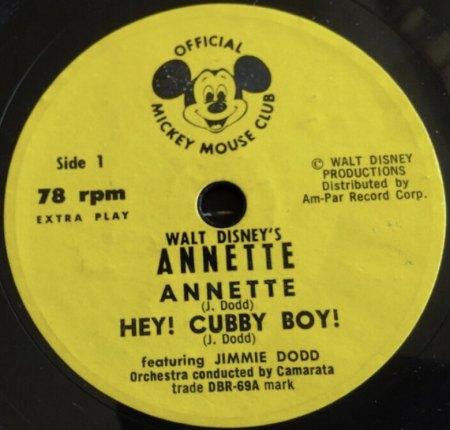 OFFICIAL
MICKEY MOUSE CLUB
Side 1
78 rpm
EXTRA PLAY
© WALT DISNEY
PRODUCTIONS
Distributed by
Am-Par Record Corp.
WALT DISNEY'S
ANNETTE
ANNETTE
(J. Dodd)
HEY! CUBBY BOY!
(J. Dodd)
featuring JIMMIE DODD
Orchestra conducted by Camarata
trade DBR-69A mark